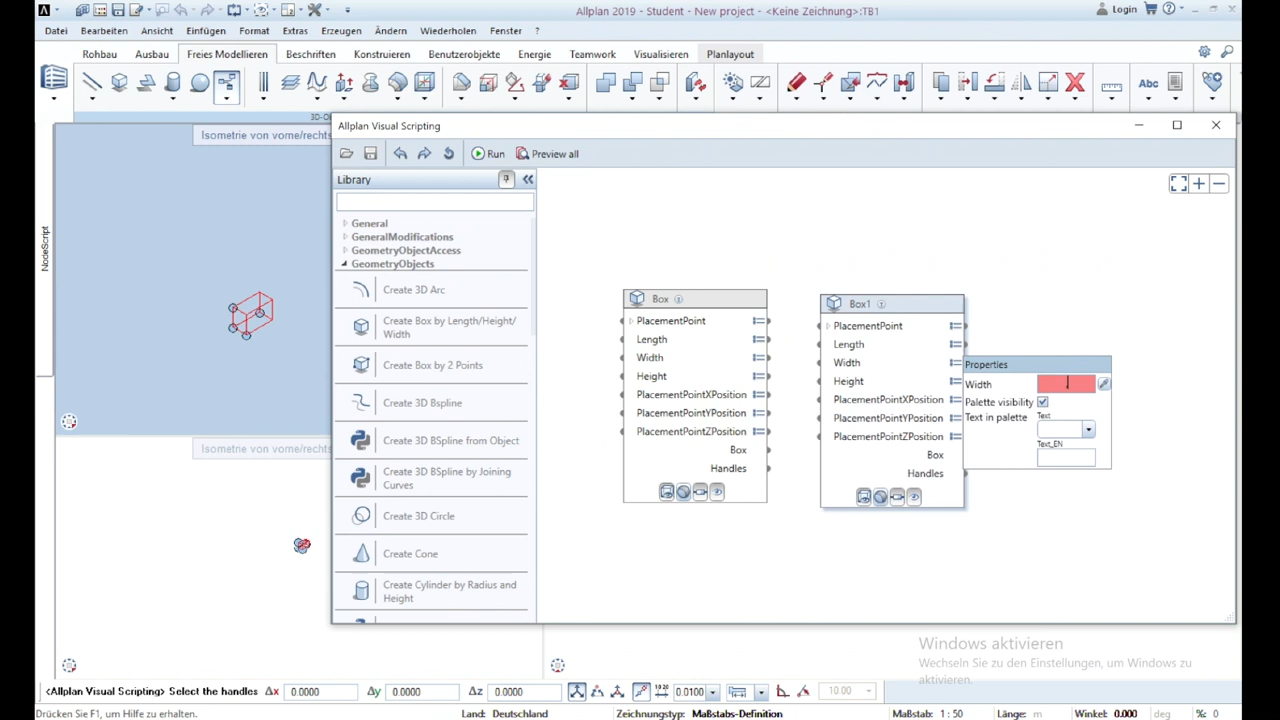 Allplan 2019 - Student - New project - <Keine Zeichnung>:TB1
Login
Datei Bearbeiten Ansicht Einfügen Format Extras Erzeugen Ändern Wiederholen Fenster ?
Rohbau Ausbau Freies Modellieren Beschriften Konstruieren Benutzerobjekte Energie Teamwork Visualisieren Planlayout
Abc
3D-O
Isometrie von vorne/rechts
Allplan Visual Scripting
Run Preview all
Library
General
GeneralModifications
GeometryObjectAccess
GeometryObjects
Create 3D Arc
Create Box by Length/Height/
Width
Create Box by 2 Points
Create 3D Bspline
Create 3D BSpline from Object
Create 3D BSpline by Joining
Curves
Create 3D Circle
Create Cone
Create Cylinder by Radius and
Height
NodeScript
Isometrie von vorne/rechts
Box
PlacementPoint
Length
Width
Height
PlacementPointXPosition
PlacementPointYPosition
PlacementPointZPosition
Box
Handles
Box1
PlacementPoint
Length
Width
Height
PlacementPointXPosition
PlacementPointYPosition
PlacementPointZPosition
Box
Handles
Properties
Width
Palette visibility
Text in palette
Text
Text_EN
Windows aktivieren
Wechseln Sie zu den Einstellungen, um Windows zu
aktivieren.
<Allplan Visual Scripting> Select the handles Δx 0.0000 Δy 0.0000 Δz 0.0000 0.0100 10.00
Drücken Sie F1, um Hilfe zu erhalten. Land: Deutschland Zeichnungstyp: Maßstabs-Definition Maßstab: 1 : 50 Länge: m Winkel: 0.000 deg %: 0